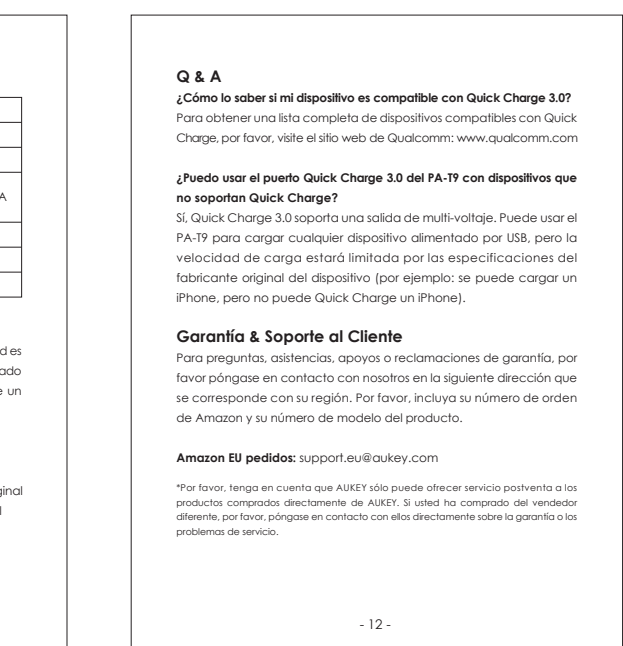 A
d es
ado
e un
ginal
l
Q & A
¿Cómo lo saber si mi dispositivo es compatible con Quick Charge 3.0?
Para obtener una lista completa de dispositivos compatibles con Quick
Charge, por favor, visite el sitio web de Qualcomm: www.qualcomm.com
¿Puedo usar el puerto Quick Charge 3.0 del PA-T9 con dispositivos que
no soportan Quick Charge?
Sí, Quick Charge 3.0 soporta una salida de multi-voltaje. Puede usar el
PA-T9 para cargar cualquier dispositivo alimentado por USB, pero la
velocidad de carga estará limitada por las especificaciones del
fabricante original del dispositivo (por ejemplo: se puede cargar un
iPhone, pero no puede Quick Charge un iPhone).
Garantía & Soporte al Cliente
Para preguntas, asistencias, apoyos o reclamaciones de garantía, por
favor póngase en contacto con nosotros en la siguiente dirección que
se corresponde con su región. Por favor, incluya su número de orden
de Amazon y su número de modelo del producto.
Amazon EU pedidos: support.eu@aukey.com
*Por favor, tenga en cuenta que AUKEY sólo puede ofrecer servicio postventa a los
productos comprados directamente de AUKEY. Si usted ha comprado del vendedor
diferente, por favor, póngase en contacto con ellos directamente sobre la garantía o los
problemas de servicio.
- 12 -